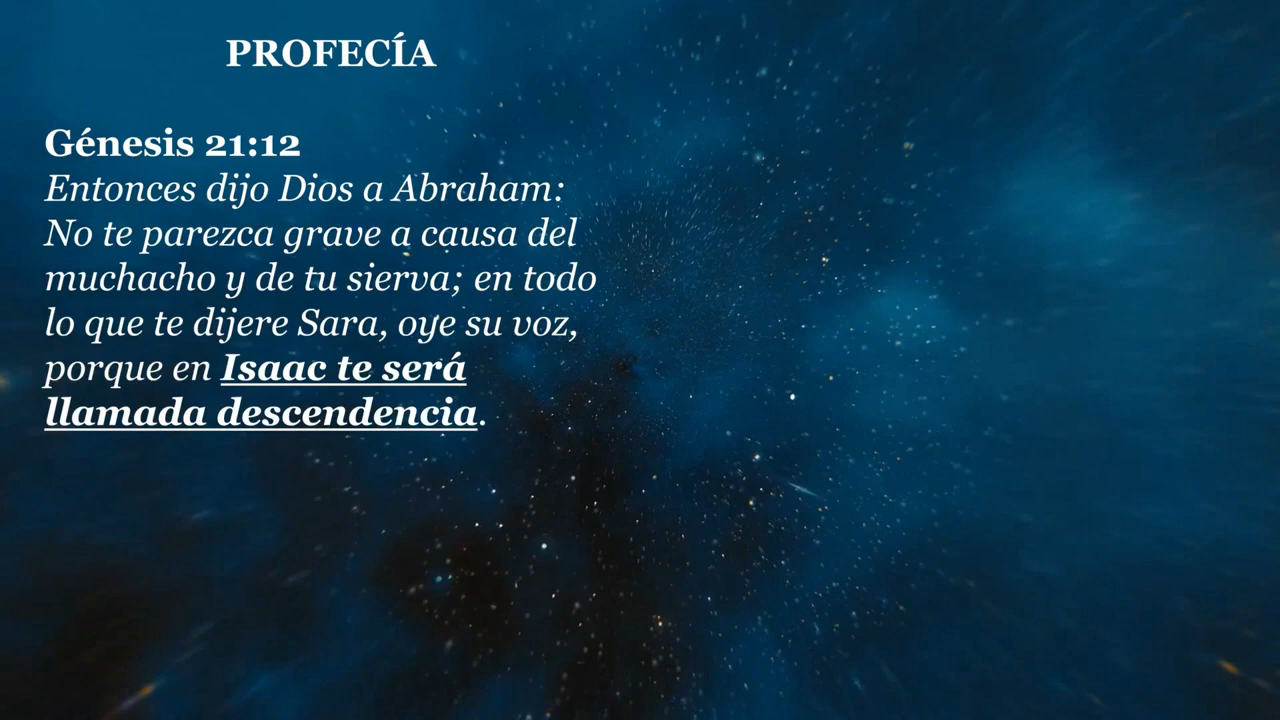 PROFECÍA
Génesis 21:12
Entonces dijo Dios a Abraham:
No te parezca grave a causa del
muchacho y de tu sierva; en todo
lo que te dijere Sara, oye su voz,
porque en Isaac te será
llamada descendencia.